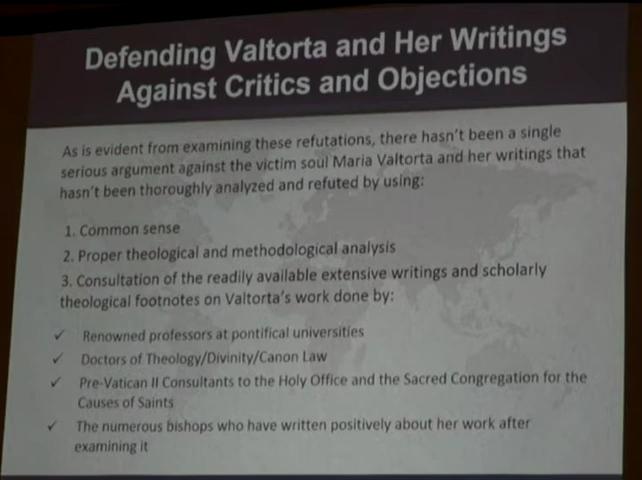 Defending Valtorta and Her Writings
Against Critics and Objections
As is evident from examining these refutations, there hasn't been a single
serious argument against the victim soul Maria Valtorta and her writings that
hasn't been thoroughly analyzed and refuted by using:
1. Common sense
2. Proper theological and methodological analysis
3. Consultation of the readily available extensive writings and scholarly
theological footnotes on Valtorta's work done by:
✓ Renowned professors at pontifical universities
✓ Doctors of Theology/Divinity/Canon Law
✓ Pre-Vatican II Consultants to the Holy Office and the Sacred Congregation for the
Causes of Saints
✓ The numerous bishops who have written positively about her work after
examining it